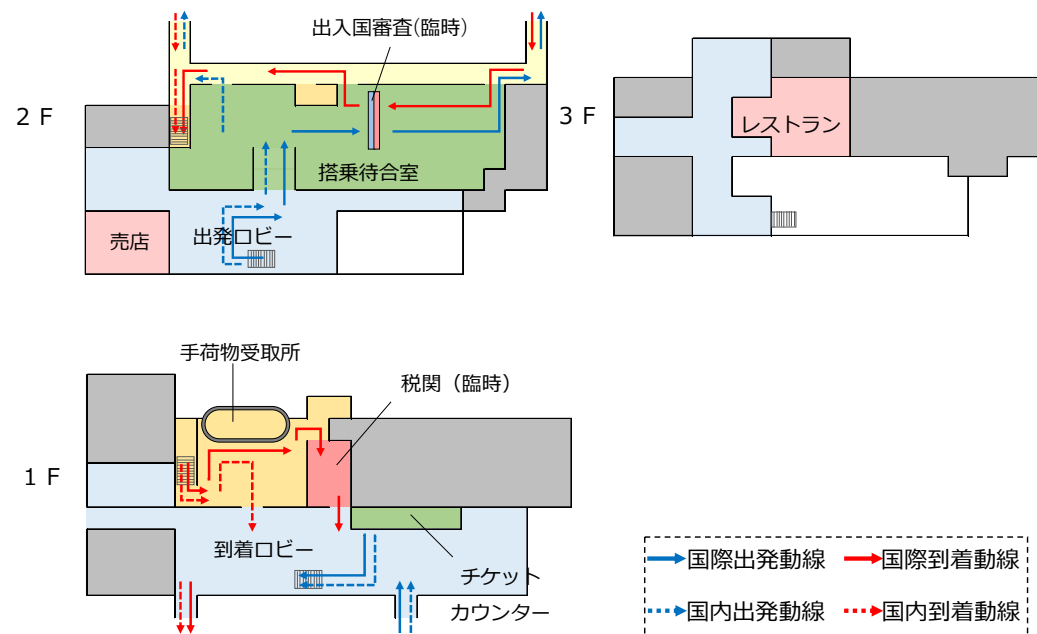 出入国審査(臨時)
２Ｆ
搭乗待合室
出発ロビー
売店
３Ｆ
レストラン
手荷物受取所
税関（臨時）
１Ｆ
到着ロビー
チケット
カウンター
国際出発動線
国際到着動線
国内出発動線
国内到着動線